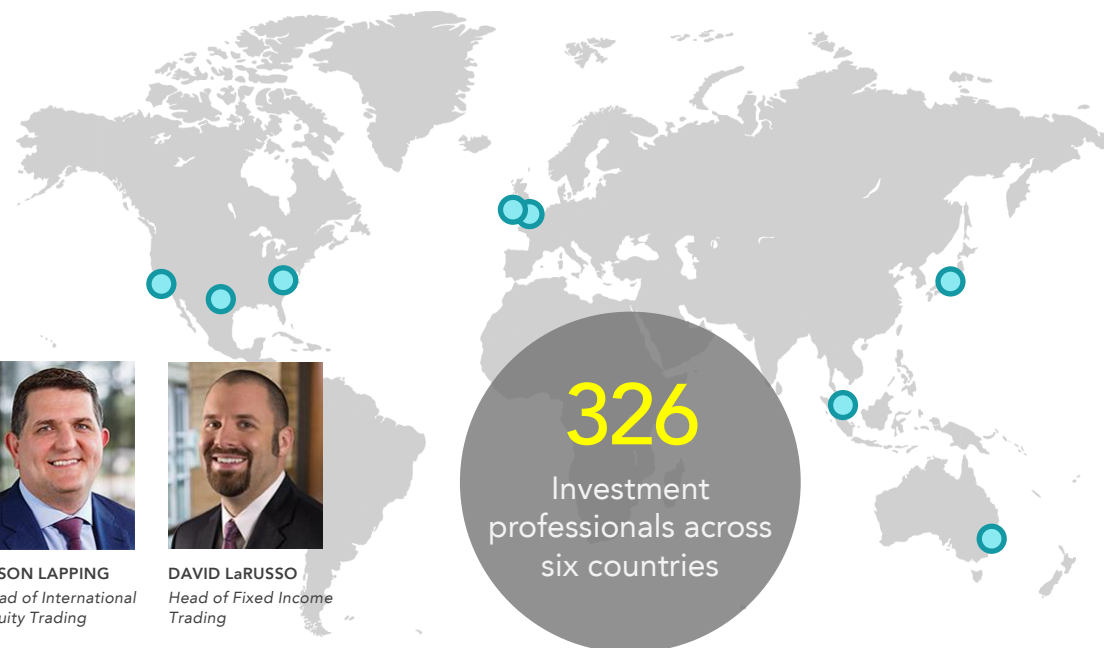 326
Investment
professionals across
six countries
SON LAPPING
ad of International
uity Trading
DAVID LaRUSSO
Head of Fixed Income
Trading